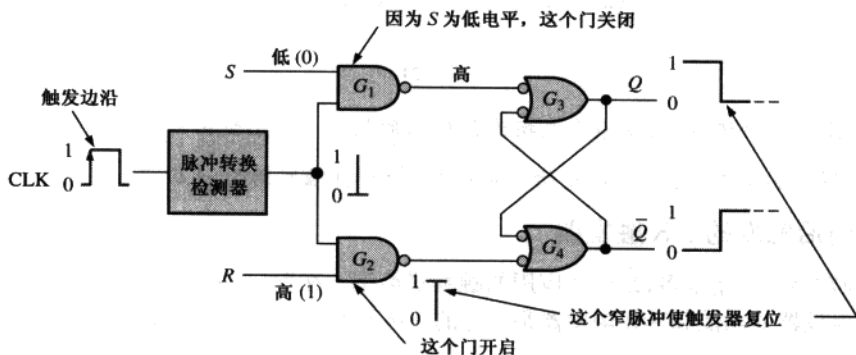 因为 S 为低电平，这个门关闭
低 (0)
S
G1
高
G3
Q
1
0
触发边沿
1
0
CLK
脉冲转换
检测器
1
0
G4
Q̄
1
0
G2
R
高 (1)
1
0
这个窄脉冲使触发器复位
这个门开启